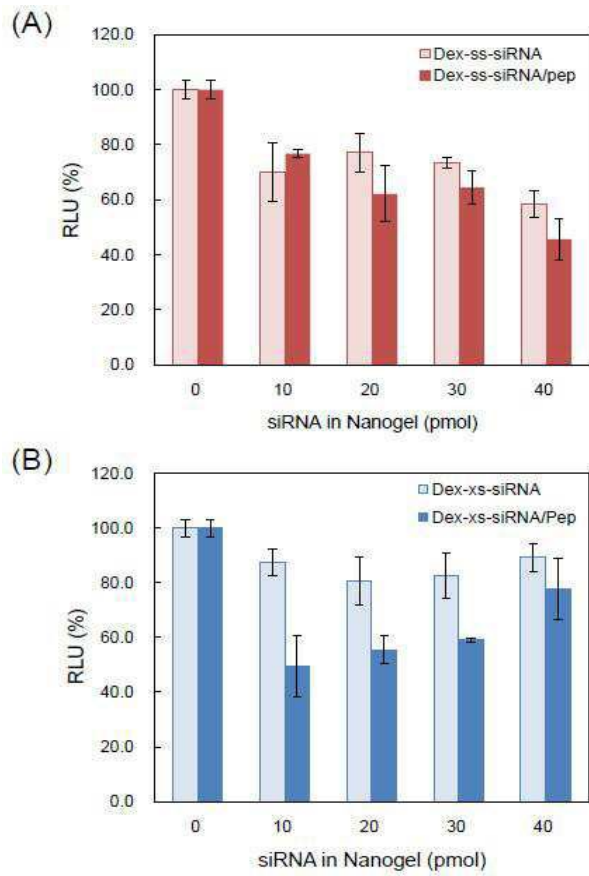 (A)
120.0
100.0
80.0
60.0
40.0
20.0
0.0
RLU (%)
Dex-ss-siRNA
Dex-ss-siRNA/pep
0 10 20 30 40
siRNA in Nanogel (pmol)
(B)
120.0
100.0
80.0
60.0
40.0
20.0
0.0
RLU (%)
Dex-xs-siRNA
Dex-xs-siRNA/Pep
0 10 20 30 40
siRNA in Nanogel (pmol)